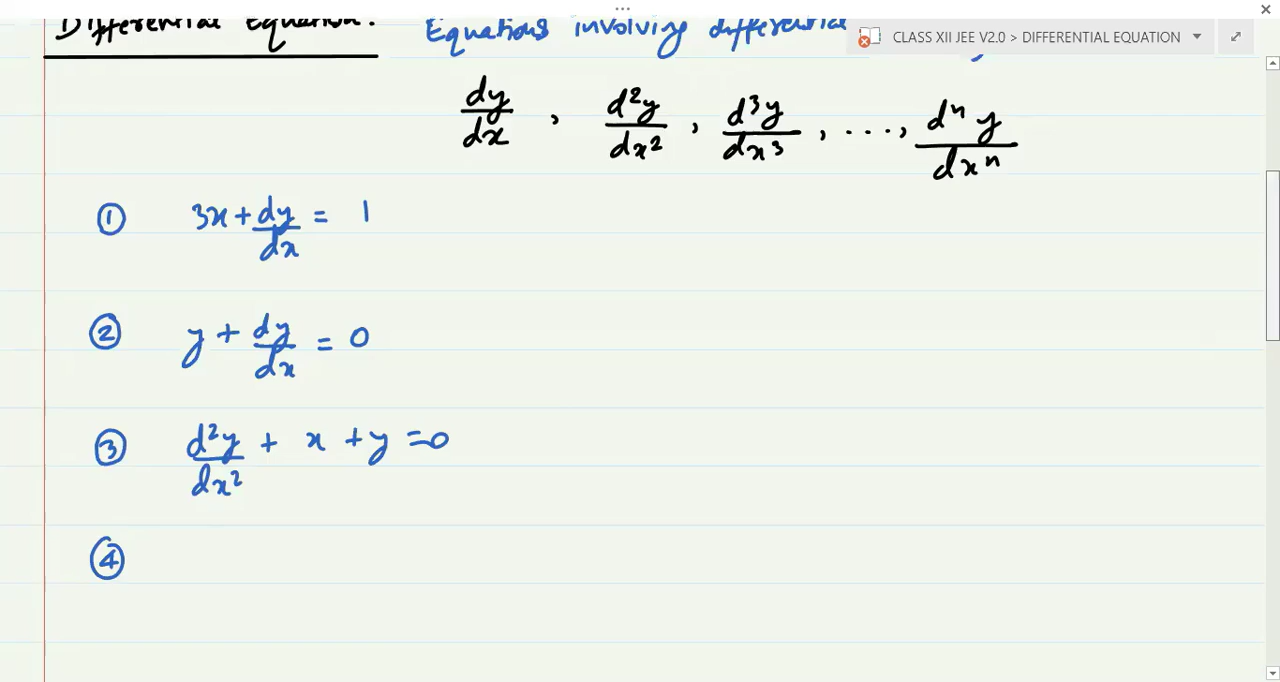 Differential Equation: Equations involving differential
CLASS XII JEE V2.0 > DIFFERENTIAL EQUATION
dy/dx , d²y/dx² , d³y/dx³ , ...., dⁿy/dxⁿ
① 3x + dy/dx = 1
② y + dy/dx = 0
③ d²y/dx² + x + y = 0
④